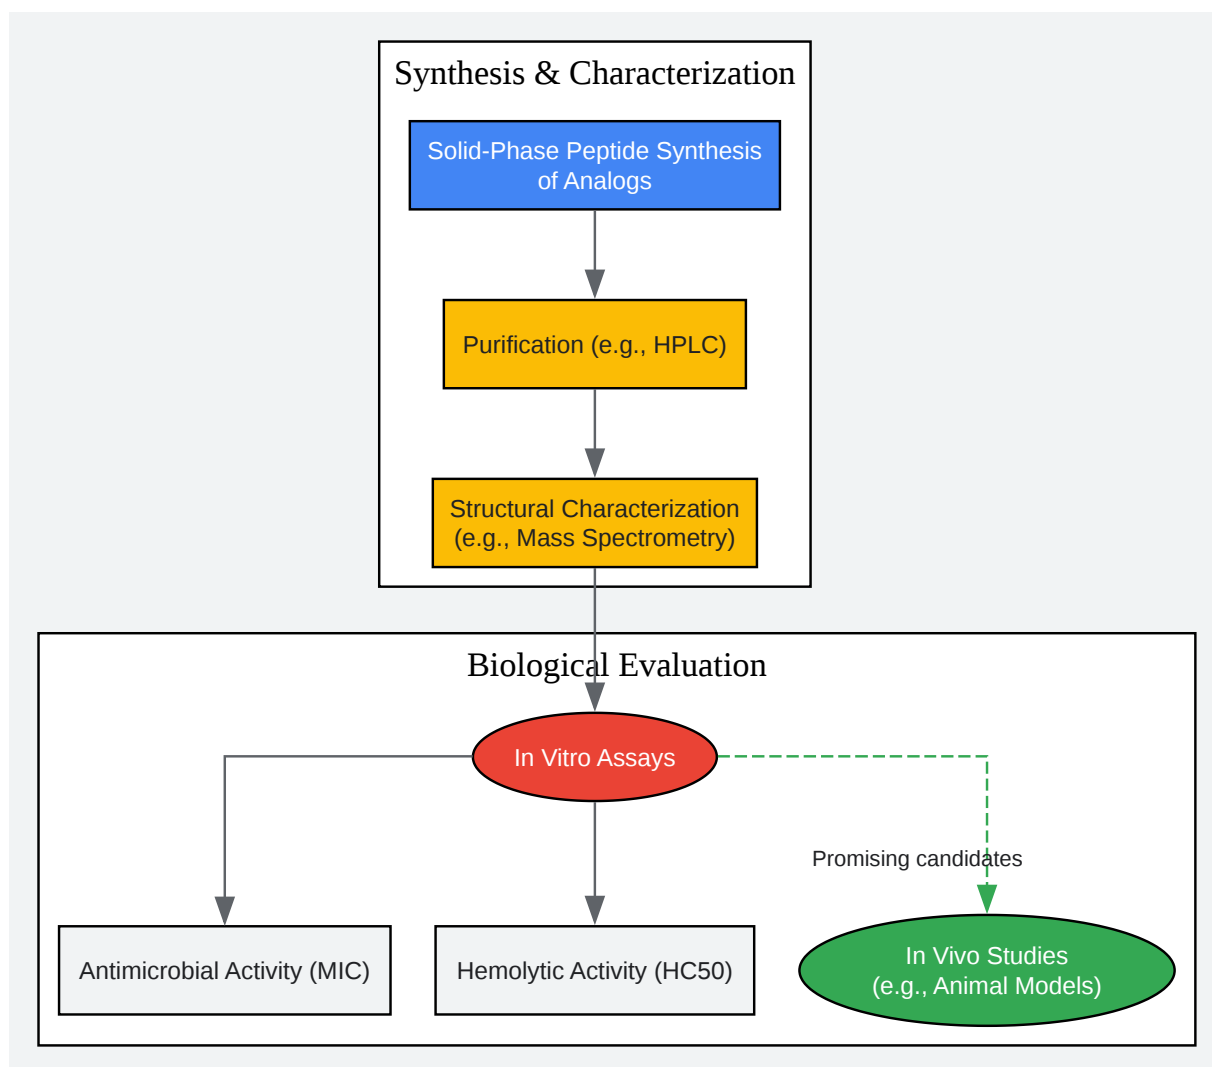 Synthesis & Characterization
Solid-Phase Peptide Synthesis
of Analogs
Purification (e.g., HPLC)
Structural Characterization
(e.g., Mass Spectrometry)
Biological Evaluation
In Vitro Assays
Promising candidates
Antimicrobial Activity (MIC)
Hemolytic Activity (HC50)
In Vivo Studies
(e.g., Animal Models)